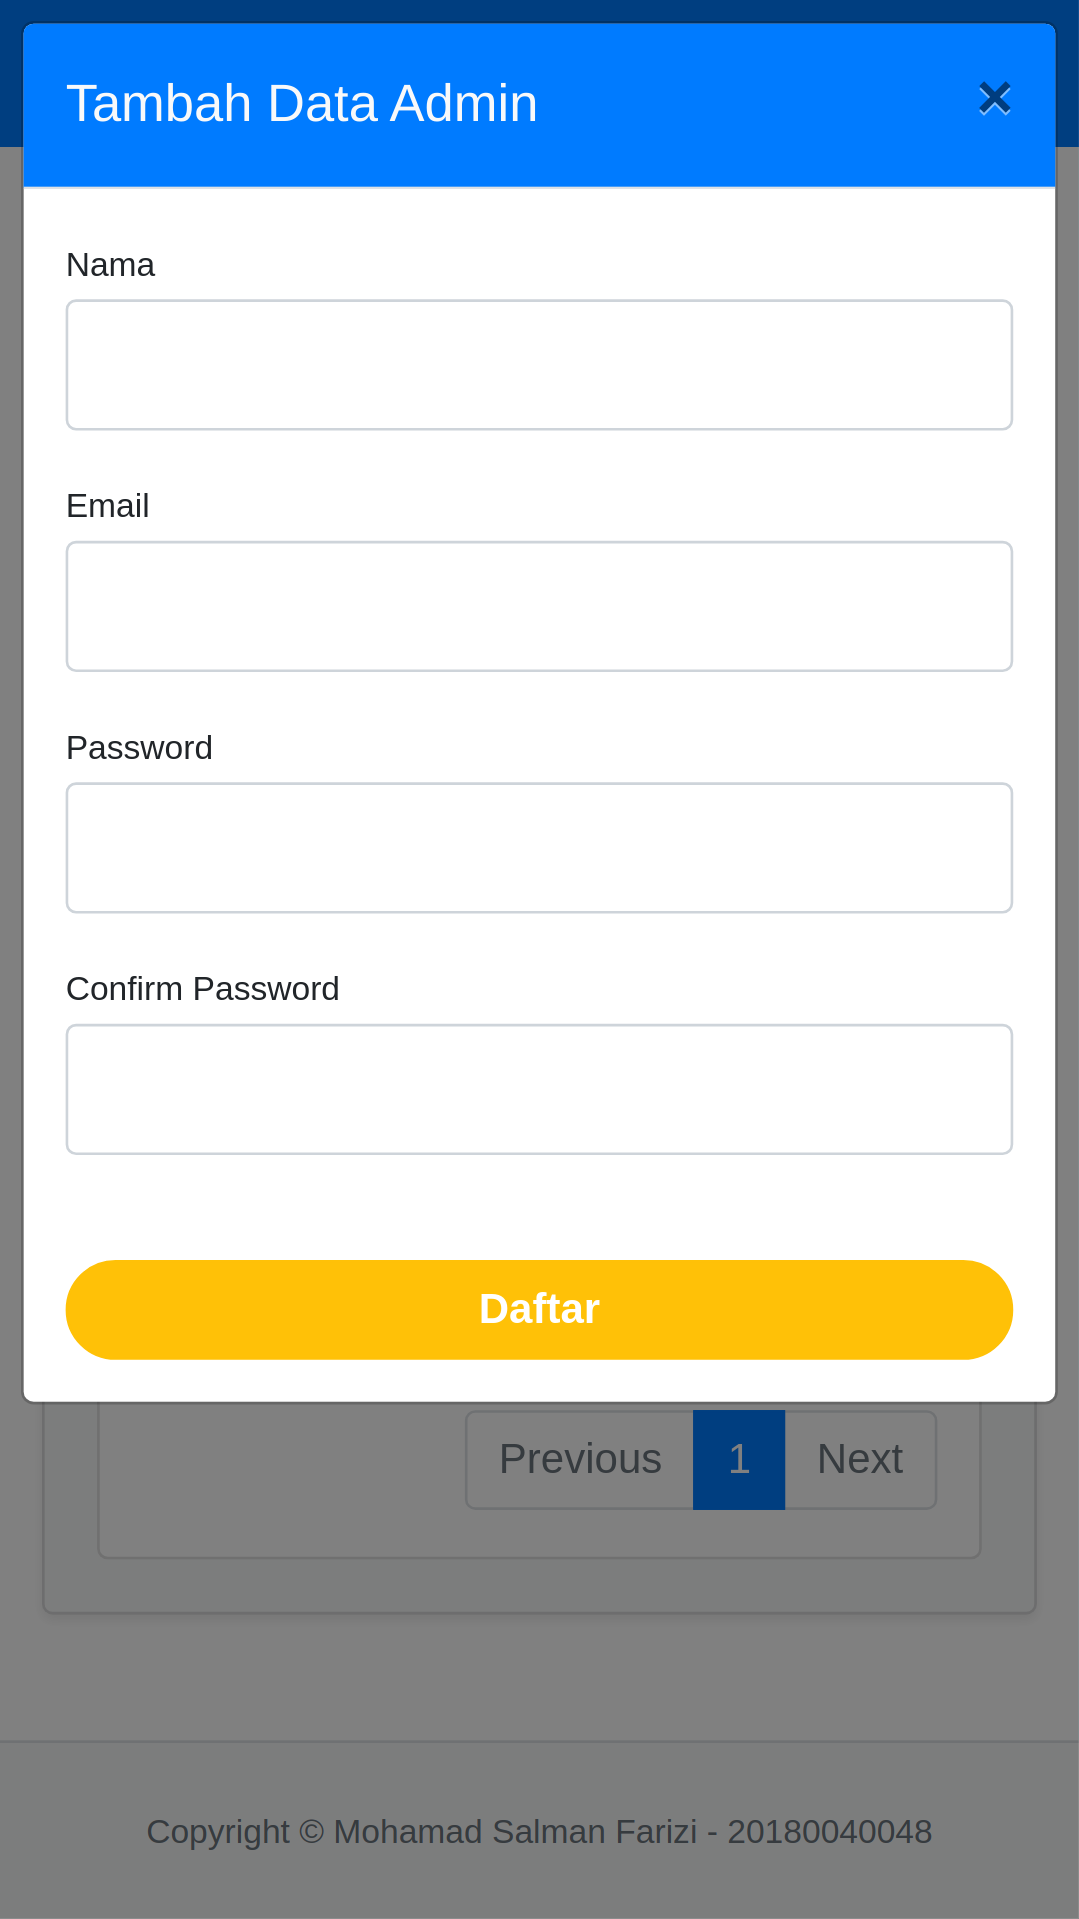 Tambah Data Admin ×
Nama
Email
Password
Confirm Password
Daftar
Previous 1 Next
Copyright © Mohamad Salman Farizi - 20180040048